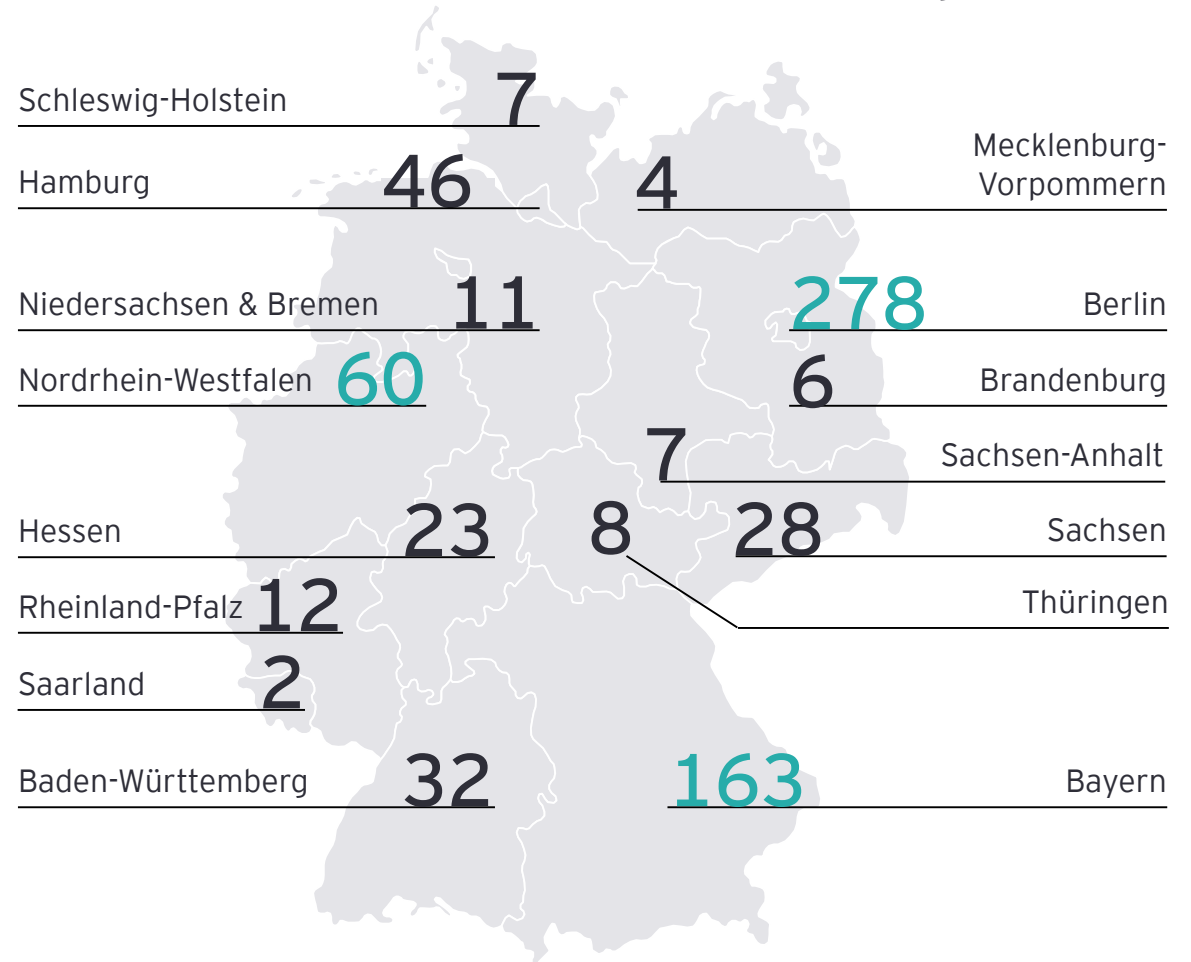 Schleswig-Holstein 7
Hamburg 46
4 Mecklenburg-
Vorpommern
Niedersachsen & Bremen 11
278 Berlin
Nordrhein-Westfalen 60
6 Brandenburg
7 Sachsen-Anhalt
Hessen 23
8
28 Sachsen
Rheinland-Pfalz 12
Thüringen
Saarland 2
Baden-Württemberg 32
163 Bayern